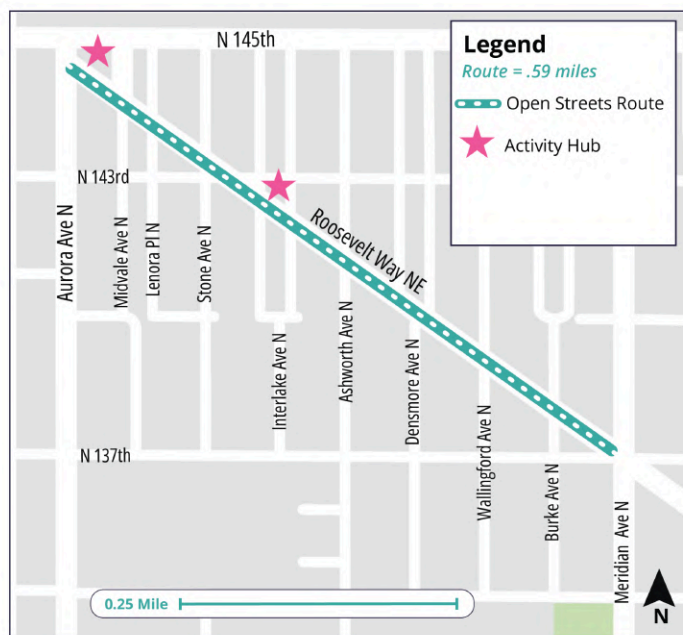 N 145th
Legend
Route = .59 miles
Open Streets Route
Activity Hub
N 143rd
Roosevelt Way NE
Aurora Ave N
Midvale Ave N
Lenora Pl N
Stone Ave N
Interlake Ave N
Ashworth Ave N
Densmore Ave N
Wallingford Ave N
Burke Ave N
Meridian Ave N
N 137th
0.25 Mile
N